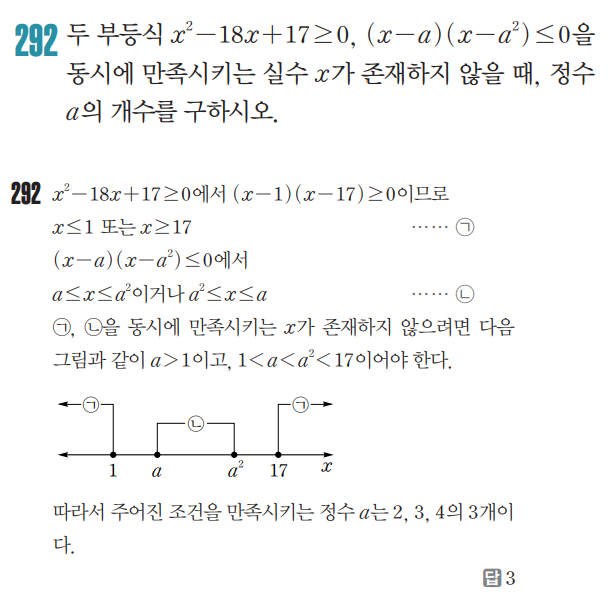 292 두 부등식 x²-18x+17≥0, (x-a)(x-a²)≤0을
동시에 만족시키는 실수 x가 존재하지 않을 때, 정수
a의 개수를 구하시오.
292 x²-18x+17≥0에서 (x-1)(x-17)≥0이므로
x≤1 또는 x≥17 …… ㉠
(x-a)(x-a²)≤0에서
a≤x≤a²이거나 a²≤x≤a …… ㉡
㉠, ㉡을 동시에 만족시키는 x가 존재하지 않으려면 다음
그림과 같이 a>1이고, 1<a<a²<17이어야 한다.
㉠ ㉡ ㉠
1 a a² 17 x
따라서 주어진 조건을 만족시키는 정수 a는 2, 3, 4의 3개이
다.
답 3